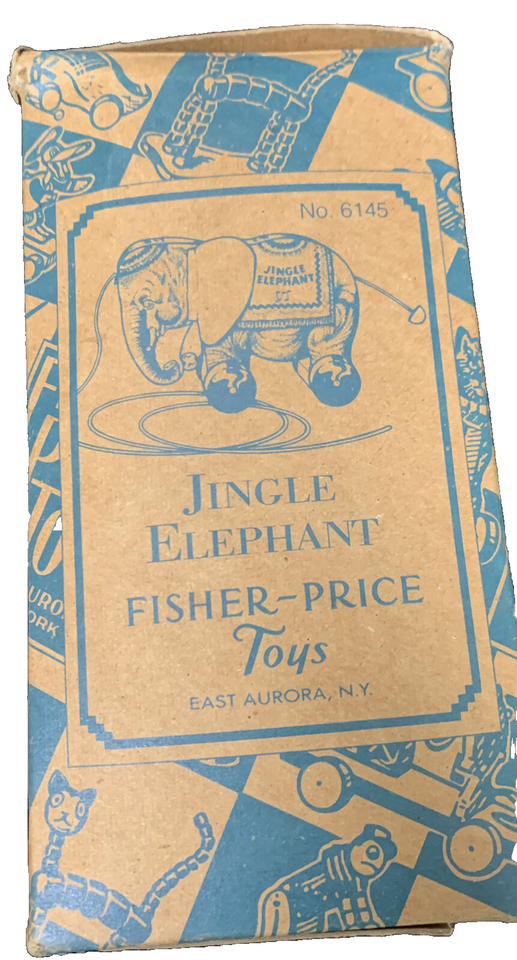 No. 6145
JINGLE
ELEPHANT
JINGLE
ELEPHANT
FISHER-PRICE
Toys
EAST AURORA, N.Y.